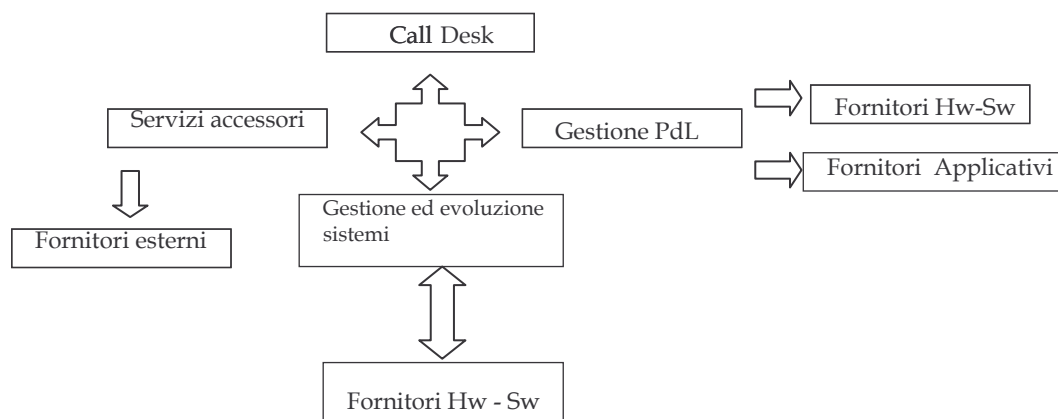 Call Desk
Servizi accessori
Gestione PdL
Fornitori Hw-Sw
Fornitori Applicativi
Gestione ed evoluzione
sistemi
Fornitori esterni
Fornitori Hw - Sw